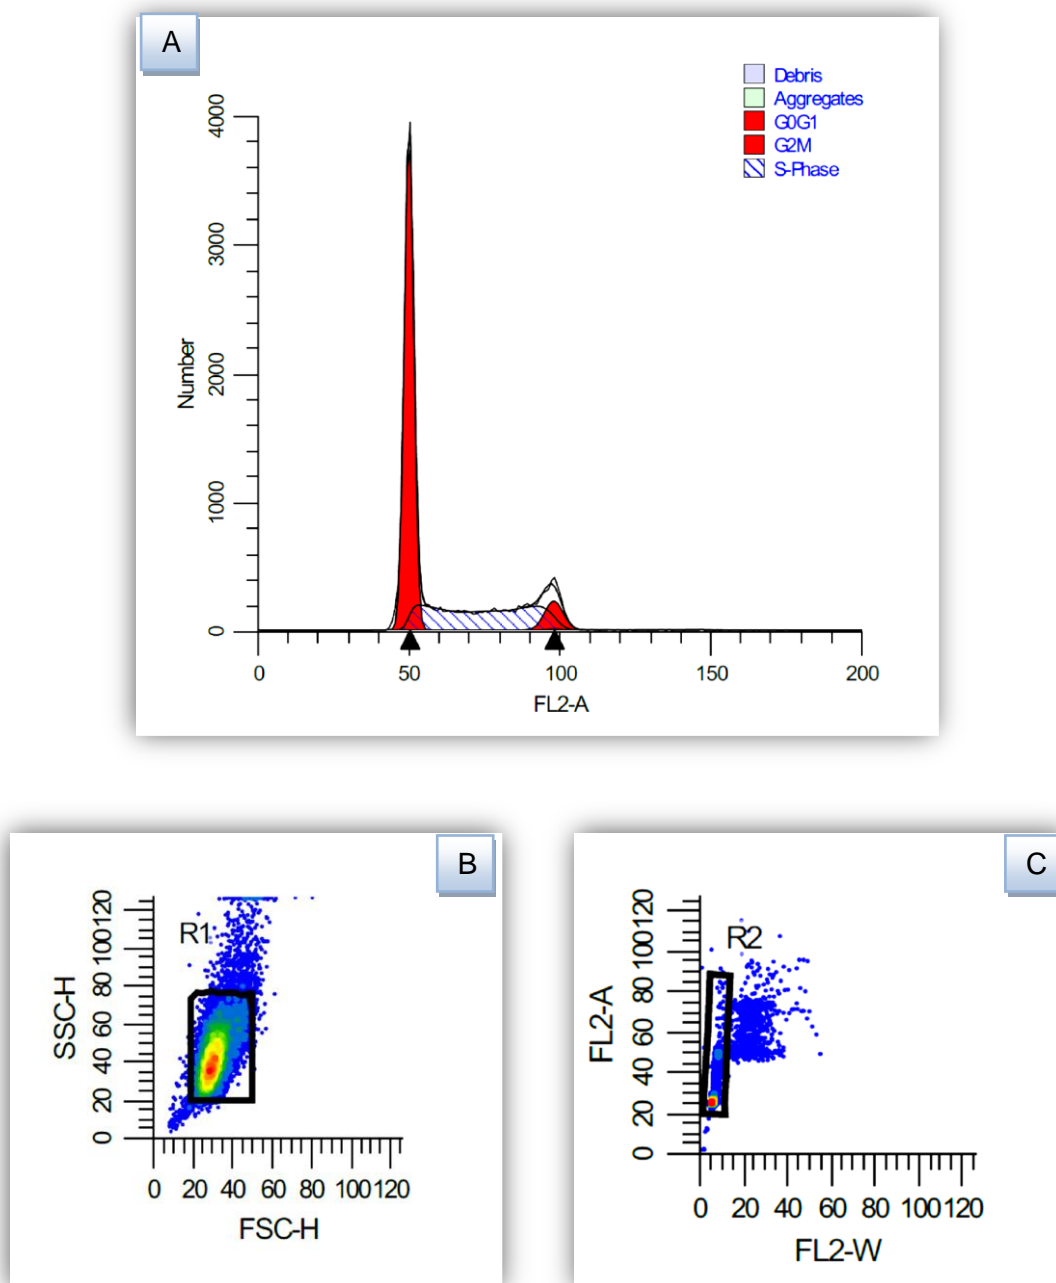 A
Debris
Aggregates
G0G1
G2M
S-Phase
4000
3000
2000
1000
0
Number
0 50 100 150 200
FL2-A
B
R1
120
100
80
60
40
20
0
SSC-H
0 20 40 60 80 100 120
FSC-H
C
R2
120
100
80
60
40
20
0
FL2-A
0 20 40 60 80 100 120
FL2-W